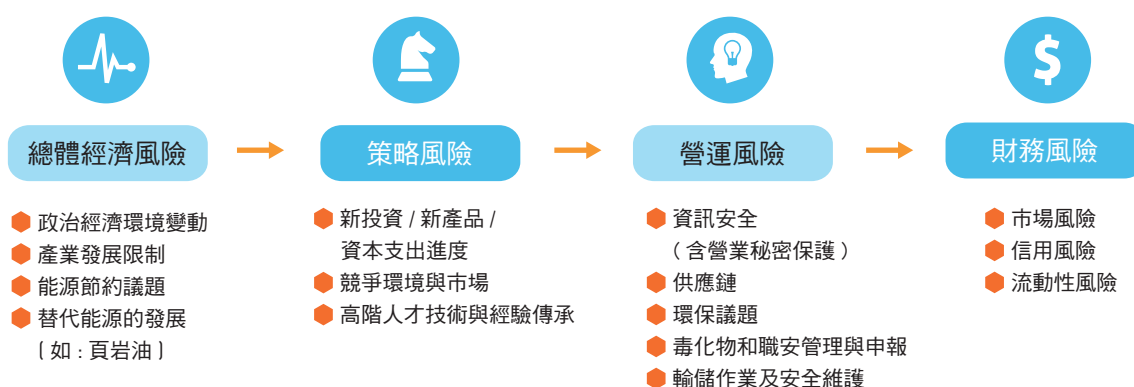 總體經濟風險
政治經濟環境變動
產業發展限制
能源節約議題
替代能源的發展
﹝如：頁岩油﹞
策略風險
新投資 / 新產品 /
資本支出進度
競爭環境與市場
高階人才技術與經驗傳承
營運風險
資訊安全
（含營業秘密保護）
供應鏈
環保議題
毒化物和職安管理與申報
輸儲作業及安全維護
$
財務風險
市場風險
信用風險
流動性風險